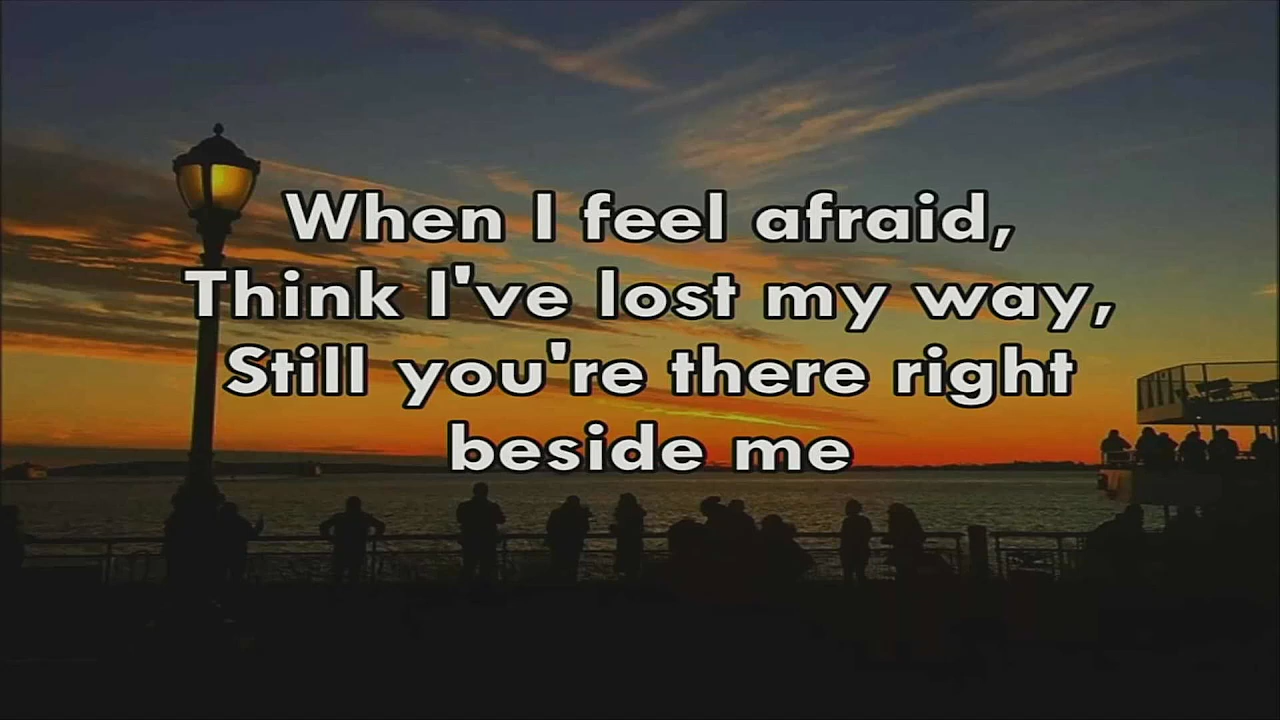 When I feel afraid,
Think I've lost my way,
Still you're there right
beside me